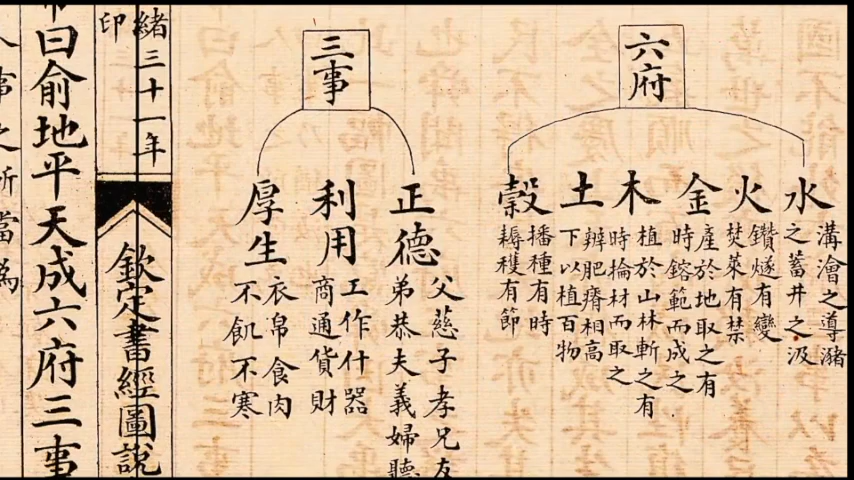 六府
水
溝澮之導瀦
之蓄井之汲
火
鑽燧有變
焚萊有禁
金
產於地取之有
時鎔範而成之
木
植於山林斬之有
時掄材而取之
土
辨肥瘠相高
下以植百物
穀
播種有時
耨穫有節
三事
正德
父慈子孝兄友
弟恭夫義婦聽
利用
工作什器
商通貨財
厚生
衣帛食肉
不飢不寒
緒三十一年
印
欽定書經圖說
帝曰俞地平天成六府三事
事之所當為